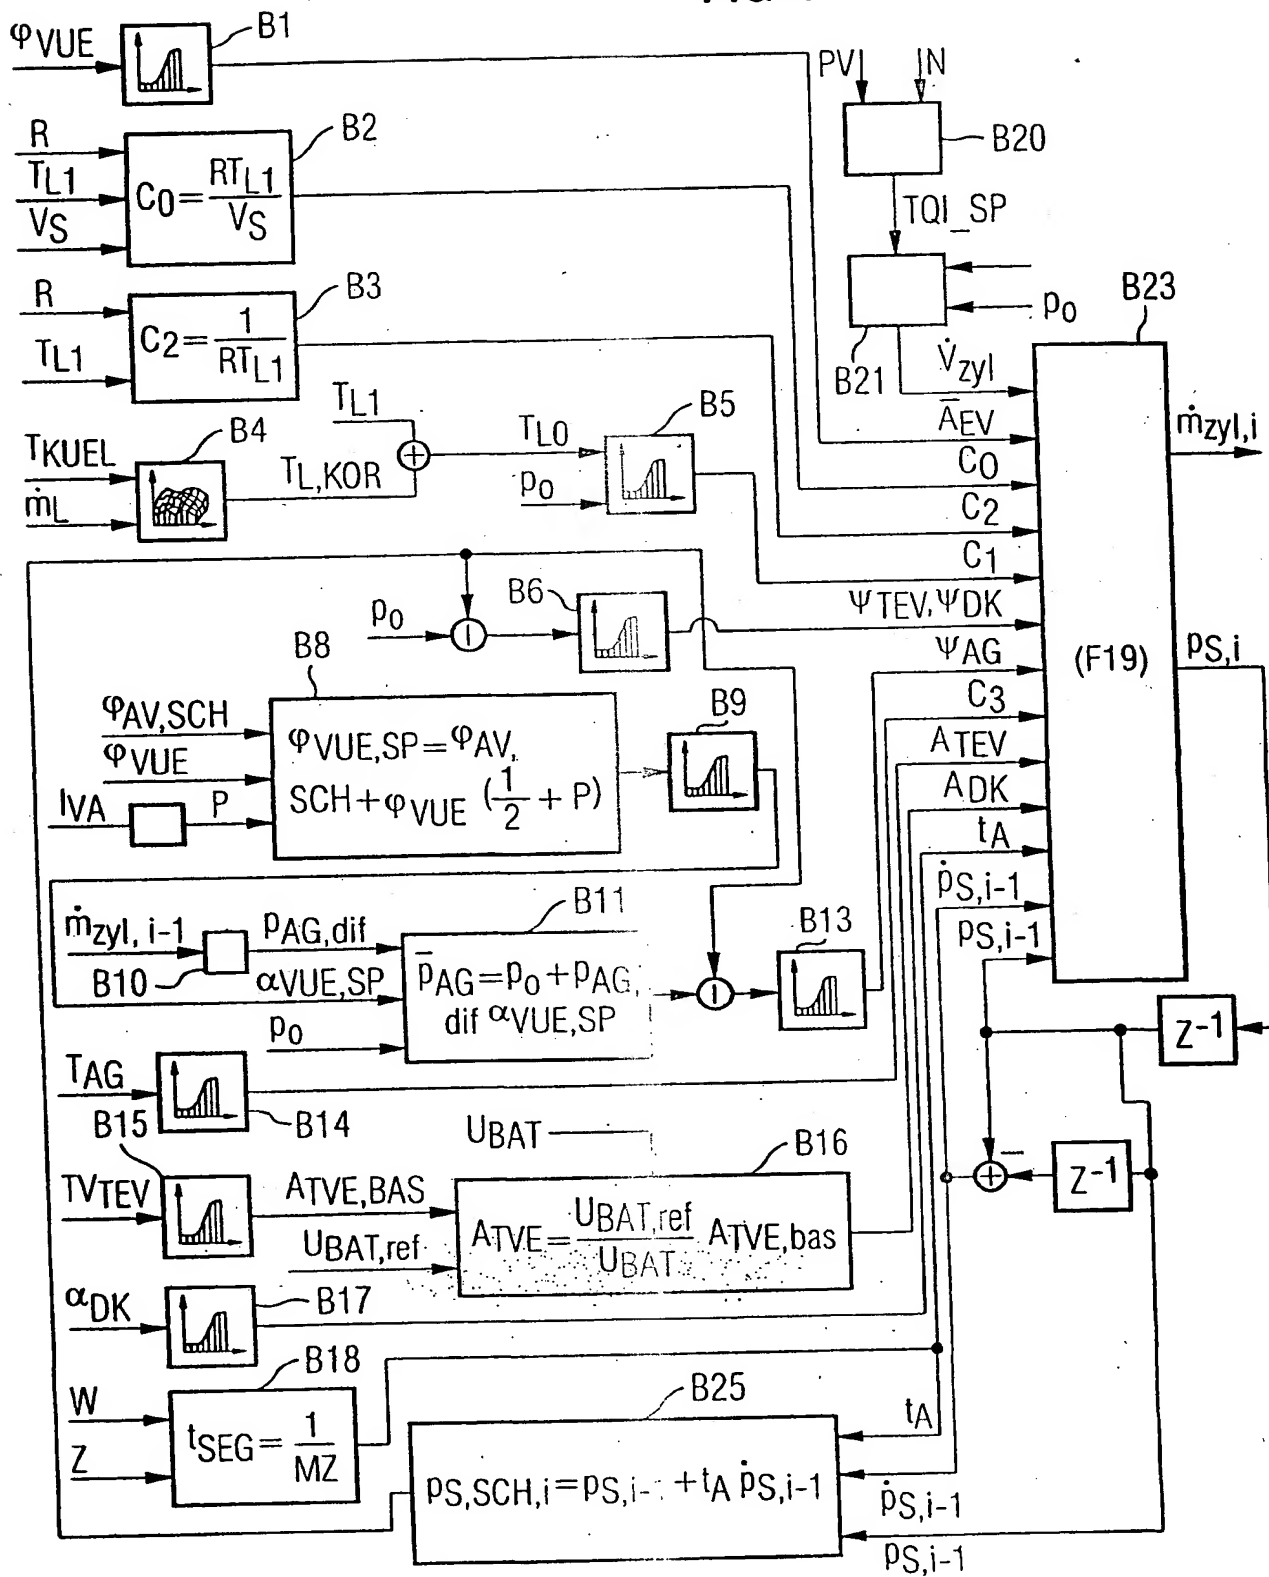 φVUE
B1
PV
N
R
TL1
VS
C0 = RTL1 / VS
B2
B20
TQI_SP
R
TL1
C2 = 1 / RTL1
B3
p0
B21
B23
V̇zyl
ĀEV
C0
C2
C1
ψTEV, ψDK
ψAG
C3
ATEV
ADK
tA
ṗS,i-1
pS,i-1
(F19)
ṁzyl,i
pS,i
TKUEL
ṁL
B4
TL1
TL,KOR
TL0
p0
B5
p0
B6
B8
φAV,SCH
φVUE
IVA
P
φVUE,SP = φAV,
SCH + φVUE (1/2 + P)
B9
ṁzyl, i-1
B10
pAG,dif
αVUE,SP
p0
B11
p̄AG = p0 + pAG,
dif αVUE,SP
B13
Z-1
TAG
B14
B15
TVTEV
ATVE,BAS
UBAT
UBAT,ref
B16
ATVE = UBAT,ref / UBAT ATVE,bas
+
−
Z-1
αDK
B17
B18
W
Z
tSEG = 1 / MZ
B25
pS,SCH,i = pS,i- + tA ṗS,i-1
tA
ṗS,i-1
pS,i-1